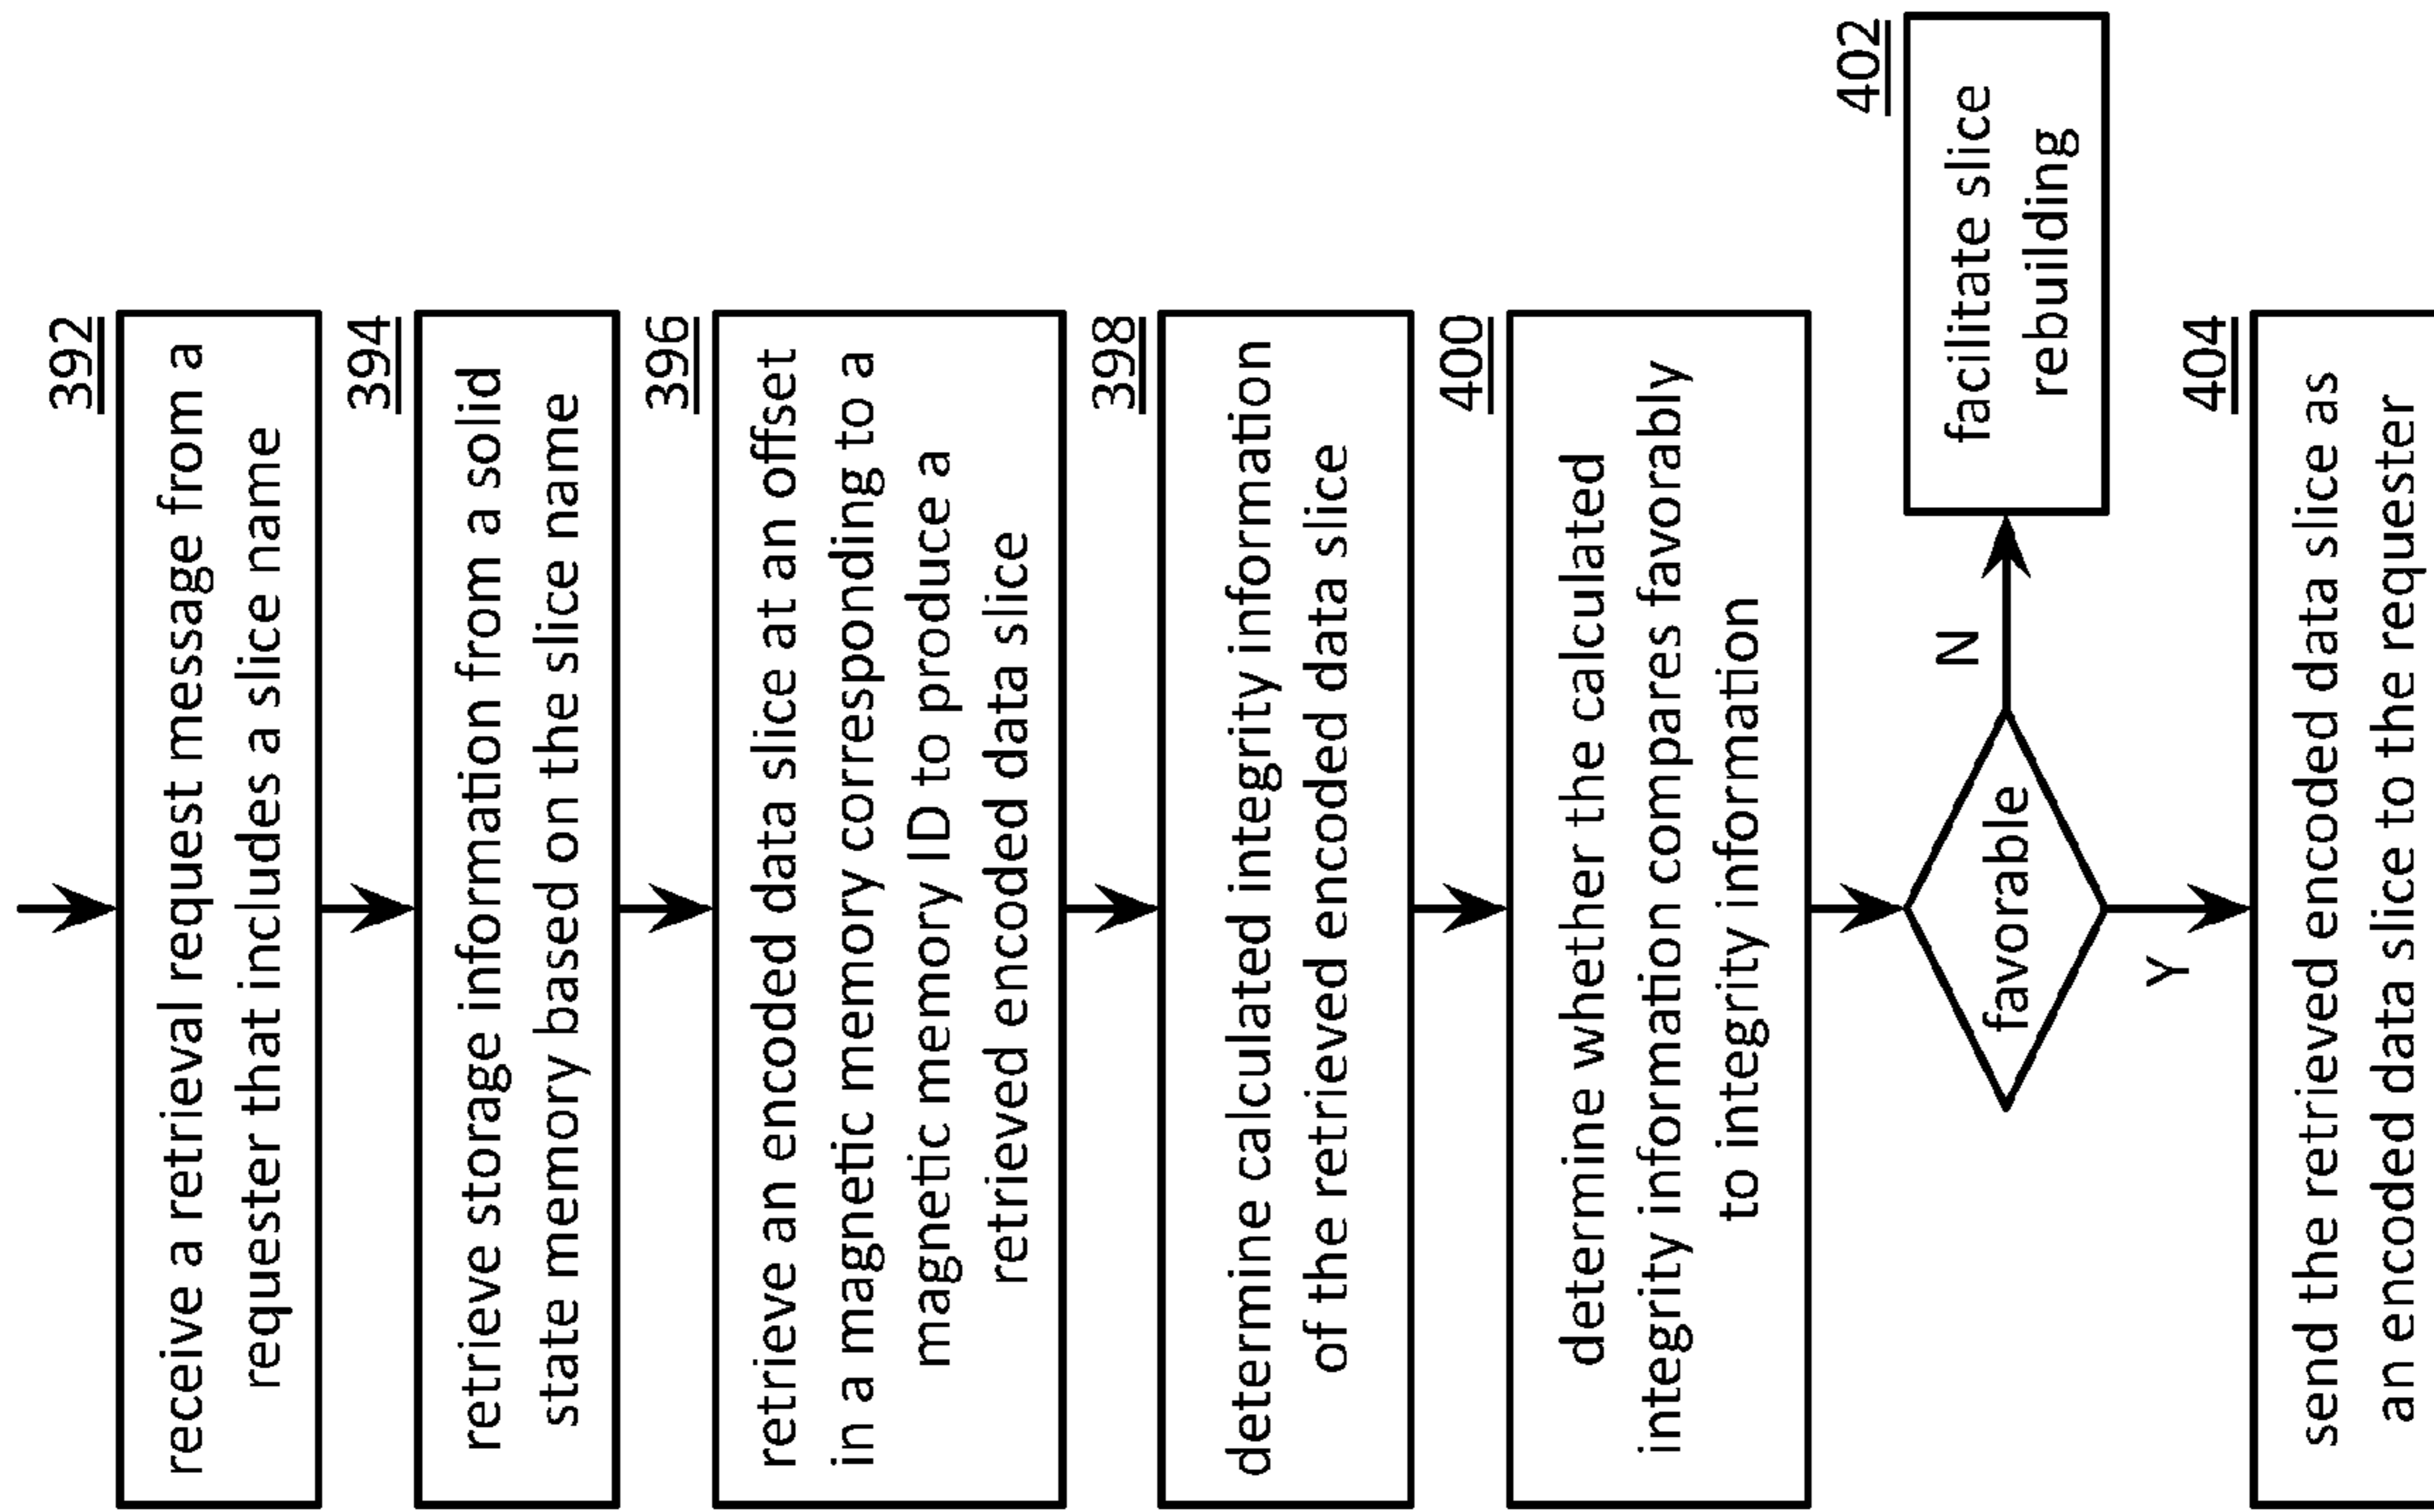 392
receive a retrieval request message from a
requester that includes a slice name
394
retrieve storage information from a solid
state memory based on the slice name
396
retrieve an encoded data slice at an offset
in a magnetic memory corresponding to a
magnetic memory ID to produce a
retrieved encoded data slice
398
determine calculated integrity information
of the retrieved encoded data slice
400
determine whether the calculated
integrity information compares favorably
to integrity information
favorable
N
402
facilitate slice
rebuilding
Y
404
send the retrieved encoded data slice as
an encoded data slice to the requester